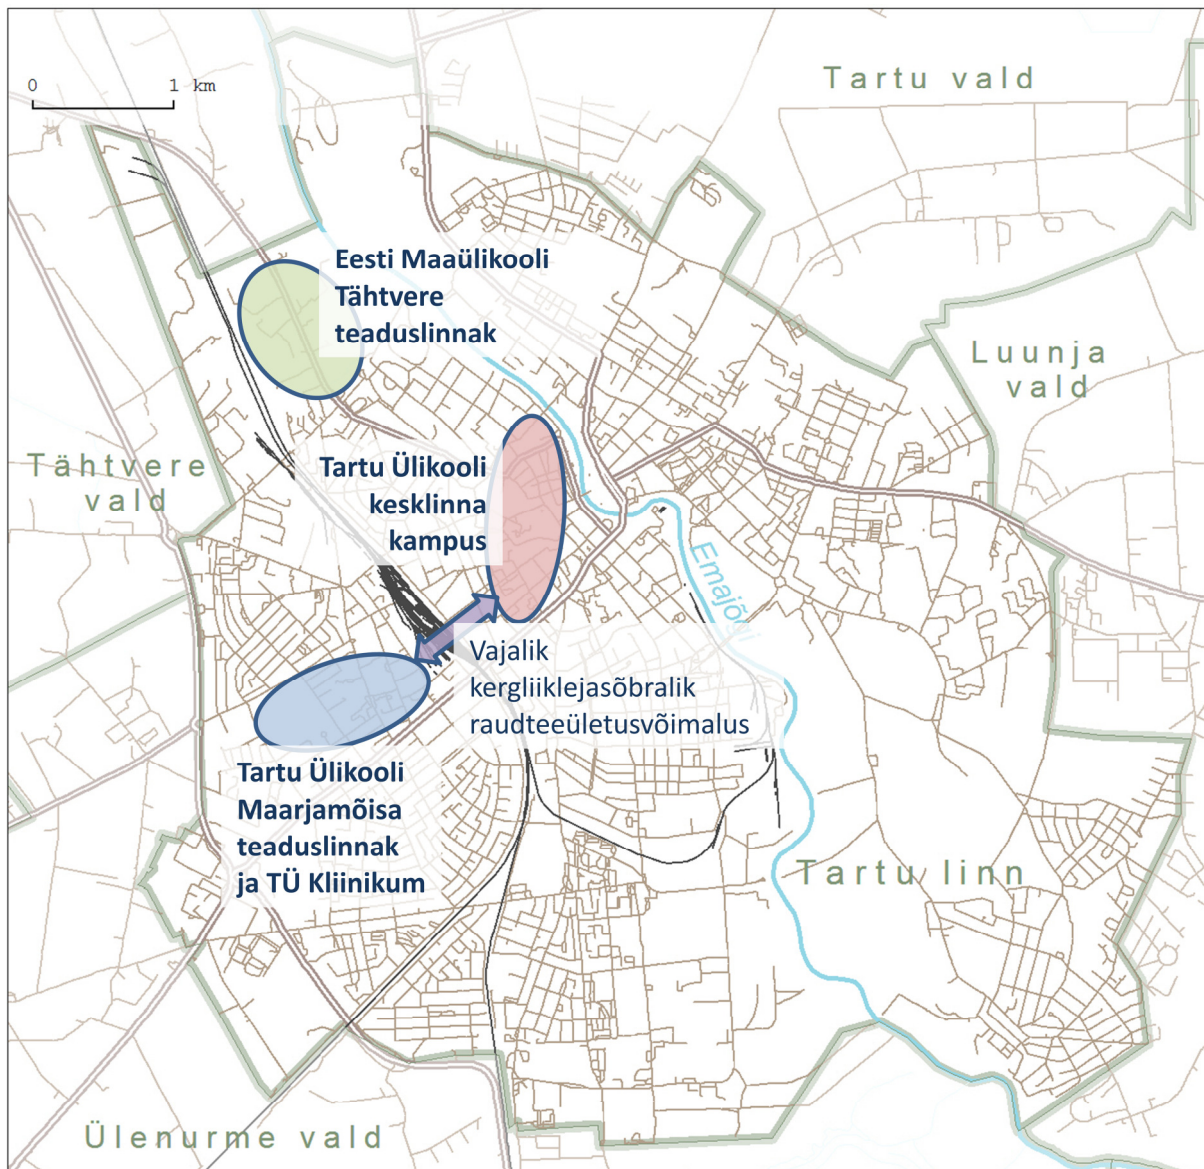 0 1 km
Tartu vald
Eesti Maaülikooli
Tähtvere
teaduslinnak
Luunja
vald
Tähtvere
vald
Tartu Ülikooli
kesklinna
kampus
Emajõgi
Vajalik
kergliiklejasõbralik
raudteeületusvõimalus
Tartu Ülikooli
Maarjamõisa
teaduslinnak
ja TÜ Kliinikum
Tartu linn
Ülenurme vald